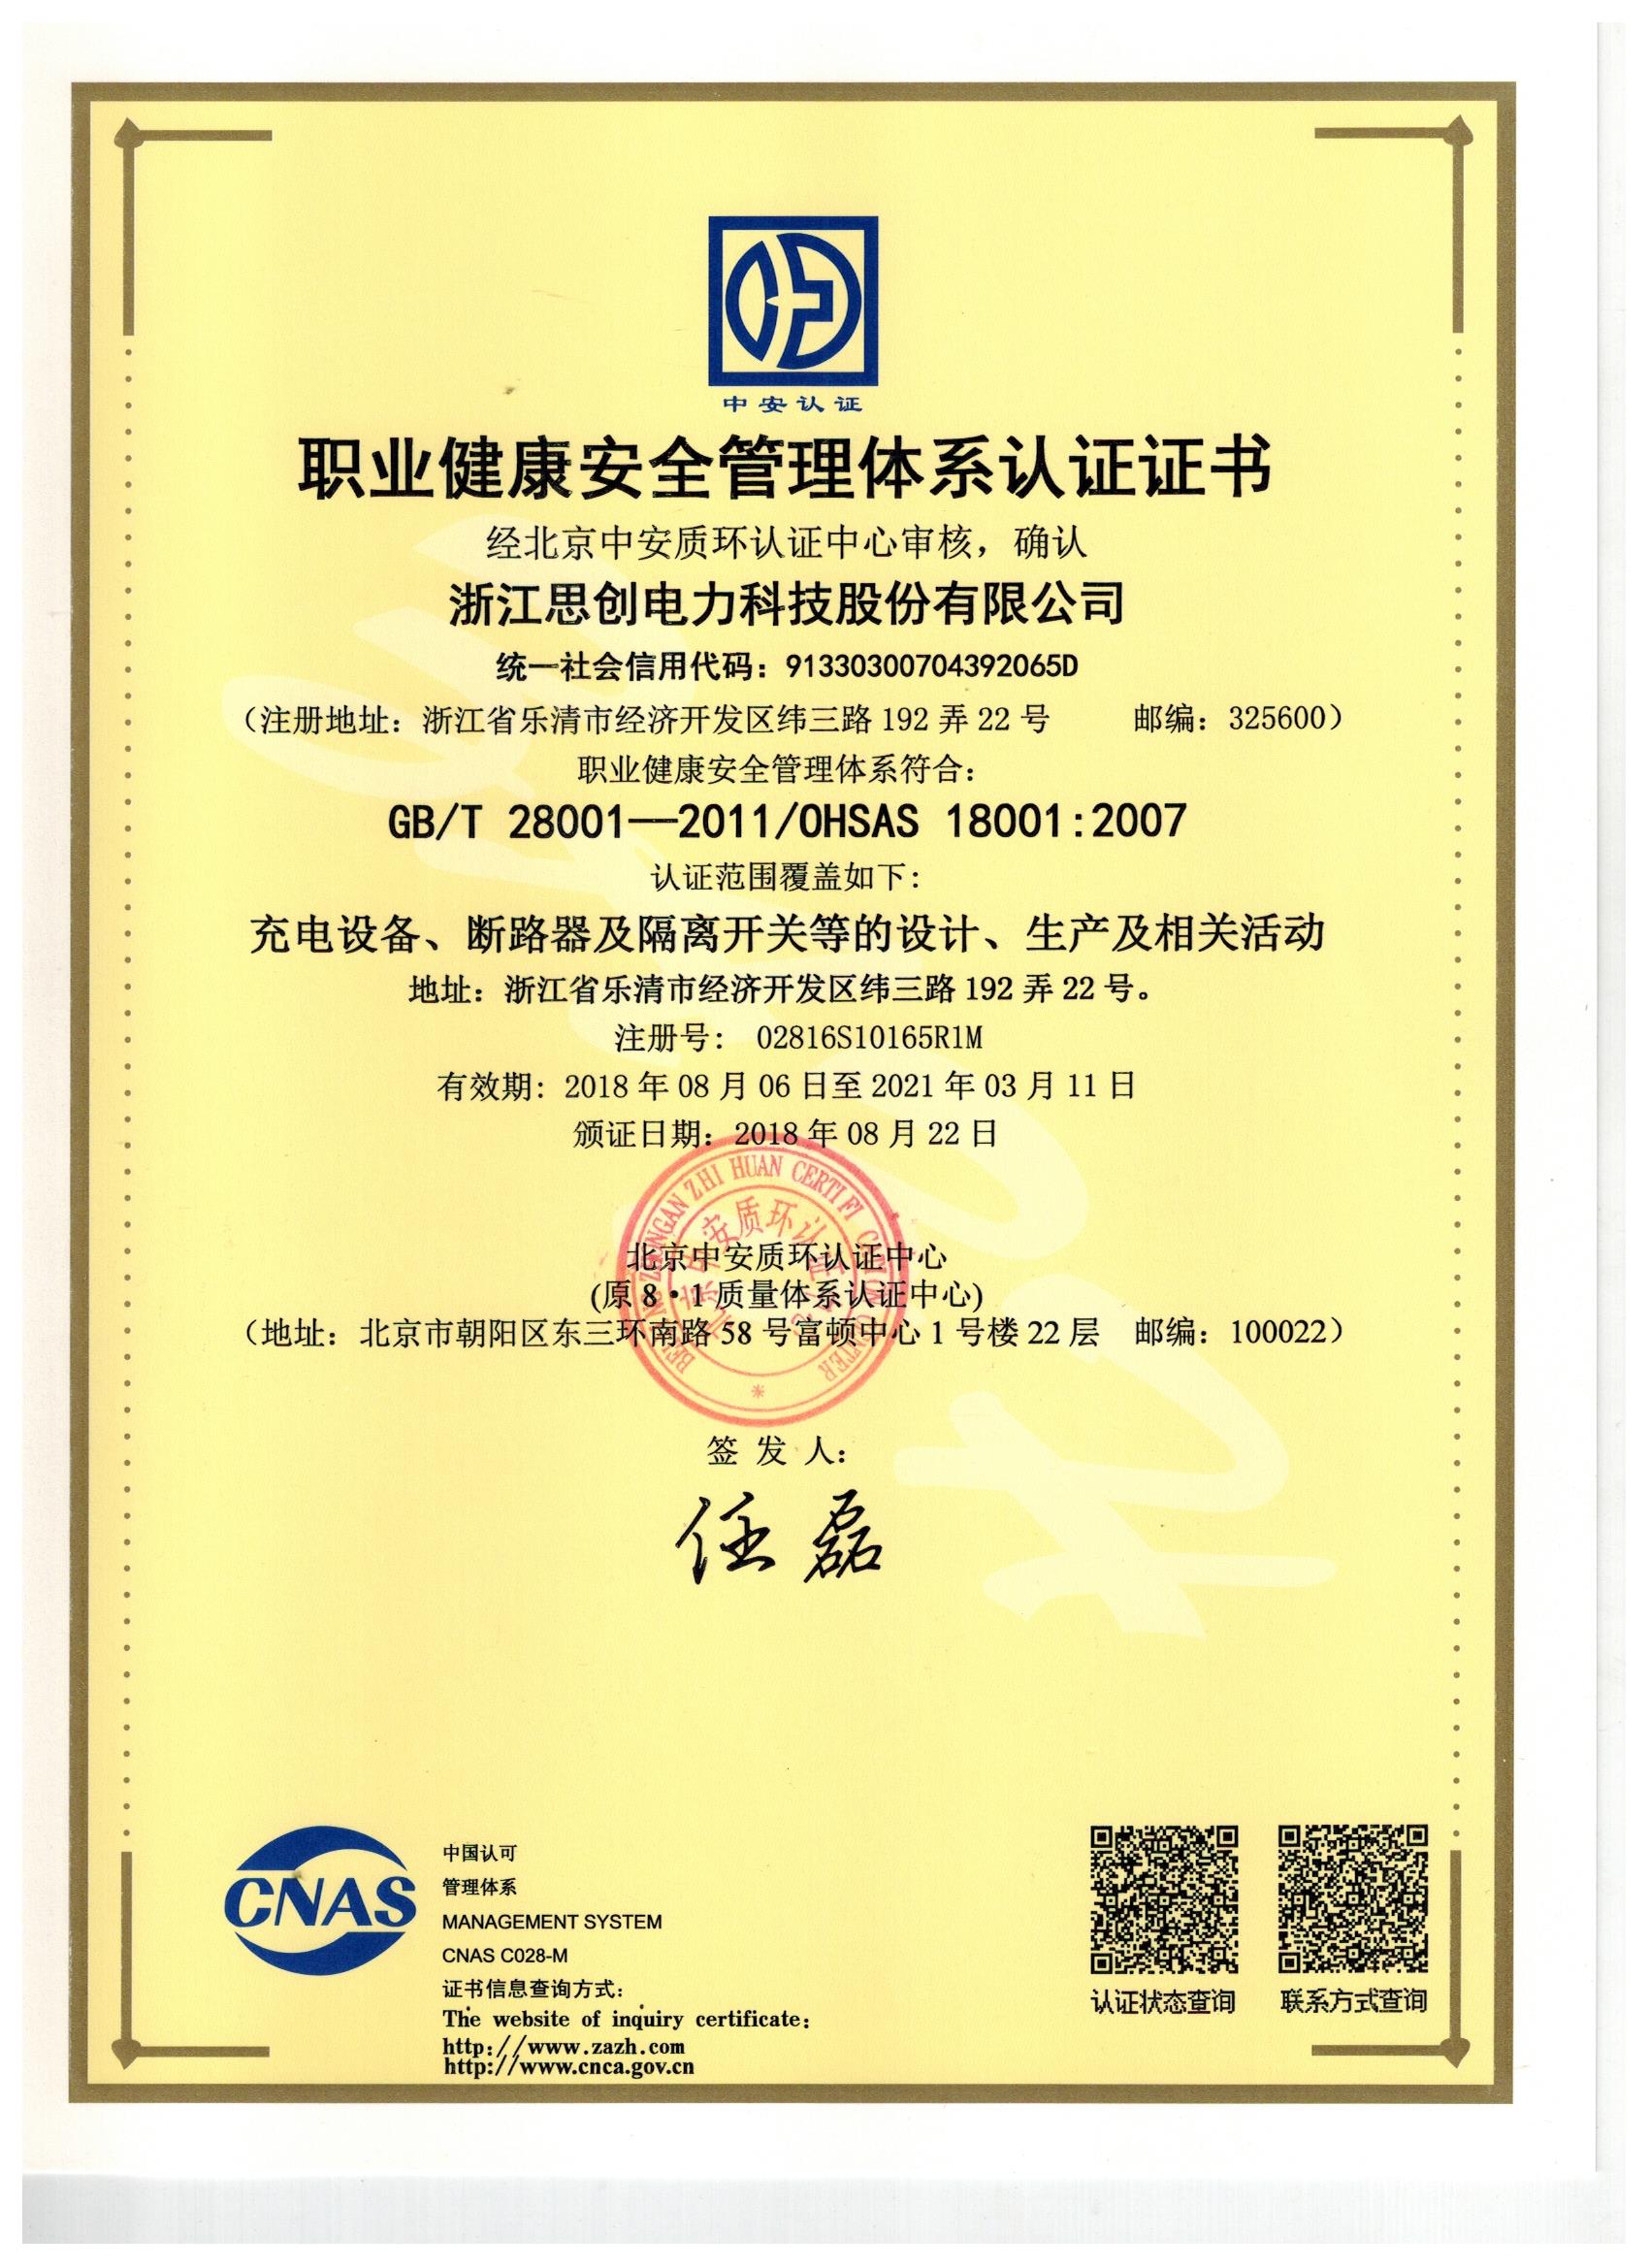 中安认证
职业健康安全管理体系认证证书
经北京中安质环认证中心审核，确认
浙江思创电力科技股份有限公司
统一社会信用代码：91330300704392065D
（注册地址：浙江省乐清市经济开发区纬三路 192 弄 22 号 邮编：325600）
职业健康安全管理体系符合：
GB/T 28001—2011/OHSAS 18001:2007
认证范围覆盖如下：
充电设备、断路器及隔离开关等的设计、生产及相关活动
地址：浙江省乐清市经济开发区纬三路 192 弄 22 号。
注册号： 02816S10165R1M
有效期：2018 年 08 月 06 日至 2021 年 03 月 11 日
颁证日期：2018 年 08 月 22 日
BEIJING ZHONGAN ZHI HUAN CERTIFICATION CENTER
北京中安质环认证中心
北京中安质环认证中心
(原 8·1 质量体系认证中心)
（地址：北京市朝阳区东三环南路 58 号富顿中心 1 号楼 22 层 邮编：100022）
签 发 人：
任磊
CNAS
中国认可
管理体系
MANAGEMENT SYSTEM
CNAS C028-M
证书信息查询方式：
The website of inquiry certificate:
http://www.zazh.com
http://www.cnca.gov.cn
认证状态查询
联系方式查询